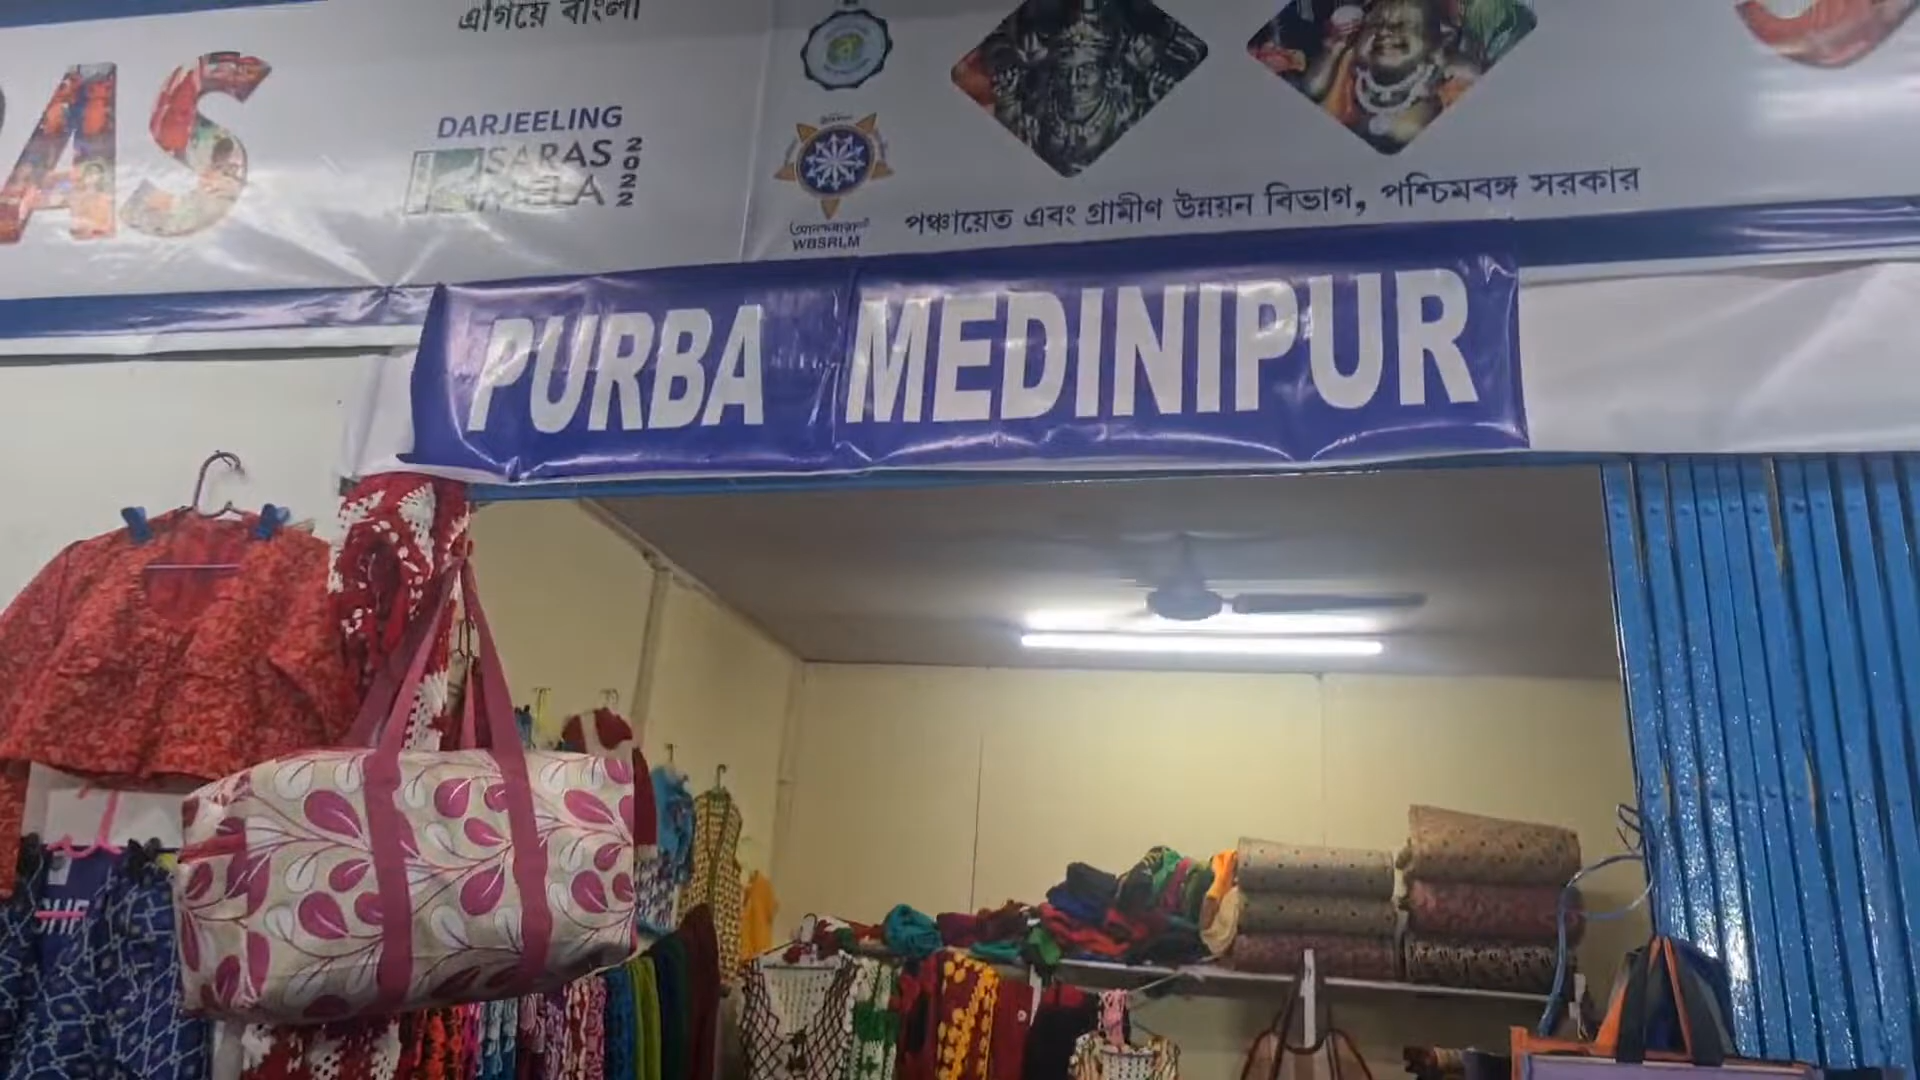 এগিয়ে বাংলা
AS
DARJEELING
SARAS
MELA
2022
WBSRLM
পঞ্চায়েত এবং গ্রামীণ উন্নয়ন বিভাগ, পশ্চিমবঙ্গ সরকার
PURBA MEDINIPUR